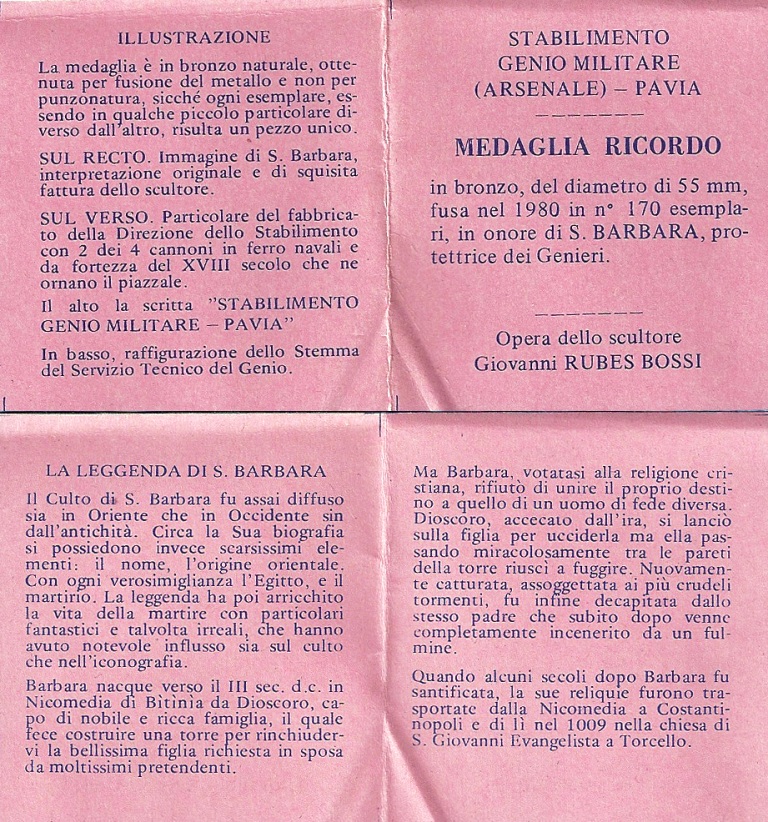 ILLUSTRAZIONE
La medaglia è in bronzo naturale, otte-
nuta per fusione del metallo e non per
punzonatura, sicché ogni esemplare, es-
sendo in qualche piccolo particolare di-
verso dall'altro, risulta un pezzo unico.
SUL RECTO. Immagine di S. Barbara,
interpretazione originale e di squisita
fattura dello scultore.
SUL VERSO. Particolare del fabbrica-
to della Direzione dello Stabilimento
con 2 dei 4 cannoni in ferro navali e
da fortezza del XVIII secolo che ne
ornano il piazzale.
Il alto la scritta "STABILIMENTO
GENIO MILITARE – PAVIA"
In basso, raffigurazione dello Stemma
del Servizio Tecnico del Genio.
STABILIMENTO
GENIO MILITARE
(ARSENALE) – PAVIA
MEDAGLIA RICORDO
in bronzo, del diametro di 55 mm,
fusa nel 1980 in n° 170 esempla-
ri, in onore di S. BARBARA, pro-
tettrice dei Genieri.
Opera dello scultore
Giovanni RUBES BOSSI
LA LEGGENDA DI S. BARBARA
Il Culto di S. Barbara fu assai diffuso
sia in Oriente che in Occidente sin
dall'antichità. Circa la Sua biografia
si possiedono invece scarsissimi ele-
menti: il nome, l'origine orientale.
Con ogni verosimiglianza l'Egitto, e il
martirio. La leggenda ha poi arricchito
la vita della martire con particolari
fantastici e talvolta irreali, che hanno
avuto notevole influsso sia sul culto
che nell'iconografia.
Barbara nacque verso il III sec. d.c. in
Nicomedia di Bitinia da Dioscoro, ca-
po di nobile e ricca famiglia, il quale
fece costruire una torre per rinchiuder-
vi la bellissima figlia richiesta in sposa
da moltissimi pretendenti.
Ma Barbara, votatasi alla religione cri-
stiana, rifiutò di unire il proprio desti-
no a quello di un uomo di fede diversa.
Dioscoro, accecato dall'ira, si lanciò
sulla figlia per ucciderla ma ella pas-
sando miracolosamente tra le pareti
della torre riuscì a fuggire. Nuovamen-
te catturata, assoggettata ai più crudeli
tormenti, fu infine decapitata dallo
stesso padre che subito dopo venne
completamente incenerito da un ful-
mine.
Quando alcuni secoli dopo Barbara fu
santificata, la sue reliquie furono tra-
sportate dalla Nicomedia a Costanti-
nopoli e di lì nel 1009 nella chiesa di
S. Giovanni Evangelista a Torcello.